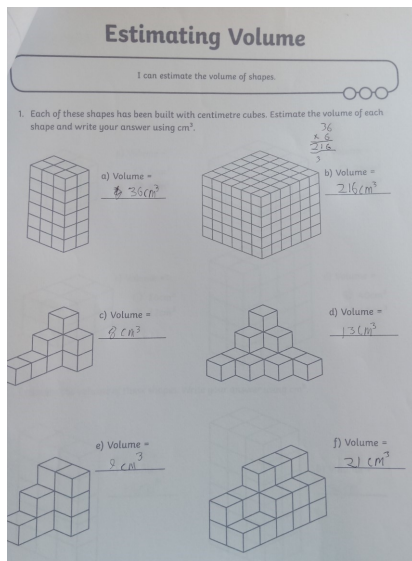 Estimating Volume
I can estimate the volume of shapes.
1. Each of these shapes has been built with centimetre cubes. Estimate the volume of each
shape and write your answer using cm³.
36
× 6
216
3
a) Volume =
36cm³
b) Volume =
216cm³
c) Volume =
8cm³
d) Volume =
13cm³
e) Volume =
9cm³
f) Volume =
21cm³